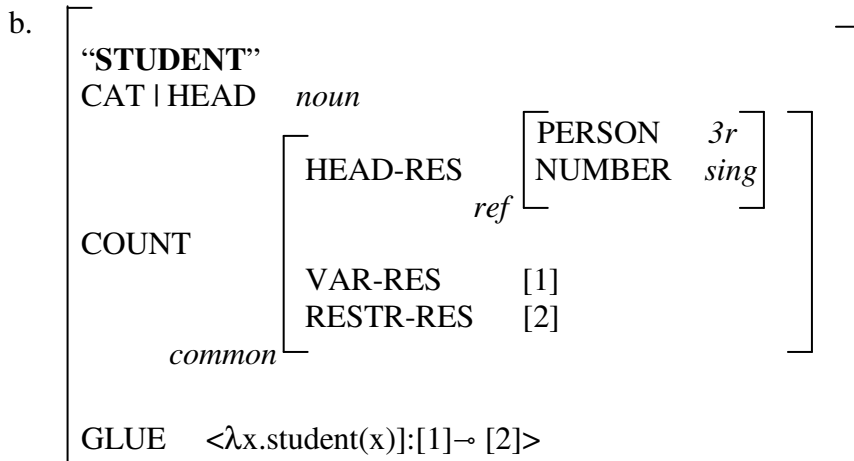 b.
“STUDENT”
CAT | HEAD noun
PERSON 3r
HEAD-RES NUMBER sing
ref
COUNT
VAR-RES [1]
RESTR-RES [2]
common
GLUE <λx.student(x)]:[1]⊸ [2]>